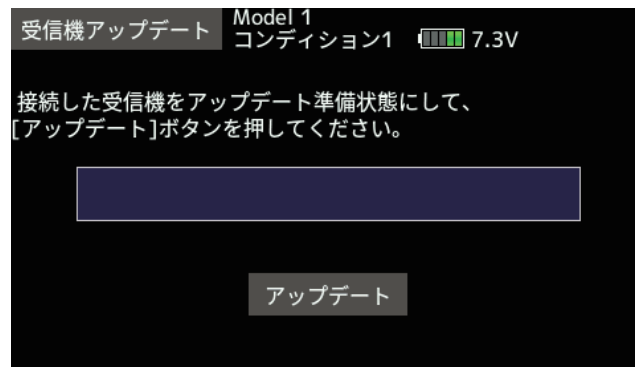 受信機アップデート
Model 1
コンディション1 7.3V
接続した受信機をアップデート準備状態にして、
[アップデート]ボタンを押してください。
アップデート